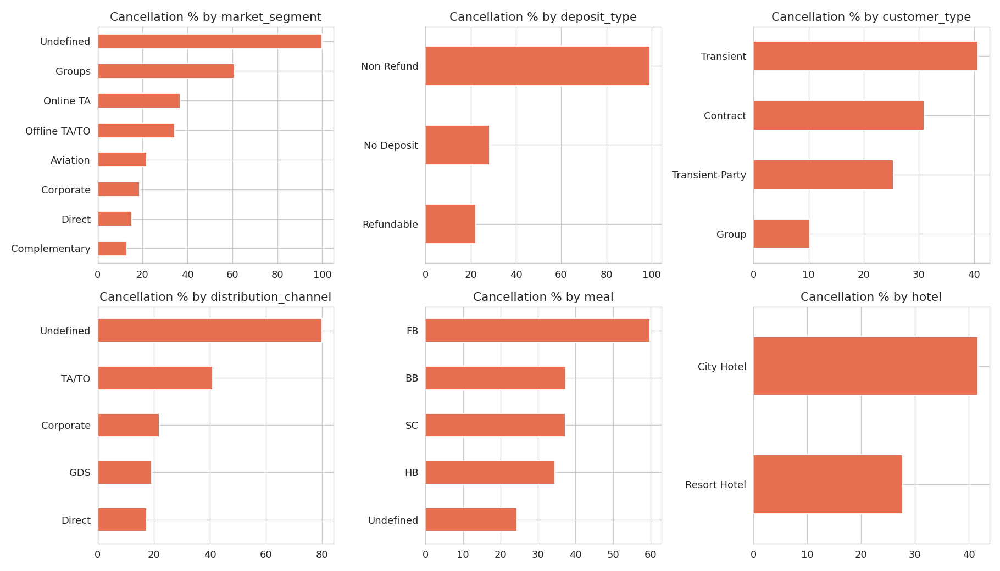 Cancellation % by market_segment
Undefined
Groups
Online TA
Offline TA/TO
Aviation
Corporate
Direct
Complementary
0 20 40 60 80 100
Cancellation % by deposit_type
Non Refund
No Deposit
Refundable
0 20 40 60 80 100
Cancellation % by customer_type
Transient
Contract
Transient-Party
Group
0 10 20 30 40
Cancellation % by distribution_channel
Undefined
TA/TO
Corporate
GDS
Direct
0 20 40 60 80
Cancellation % by meal
FB
BB
SC
HB
Undefined
0 10 20 30 40 50 60
Cancellation % by hotel
City Hotel
Resort Hotel
0 10 20 30 40